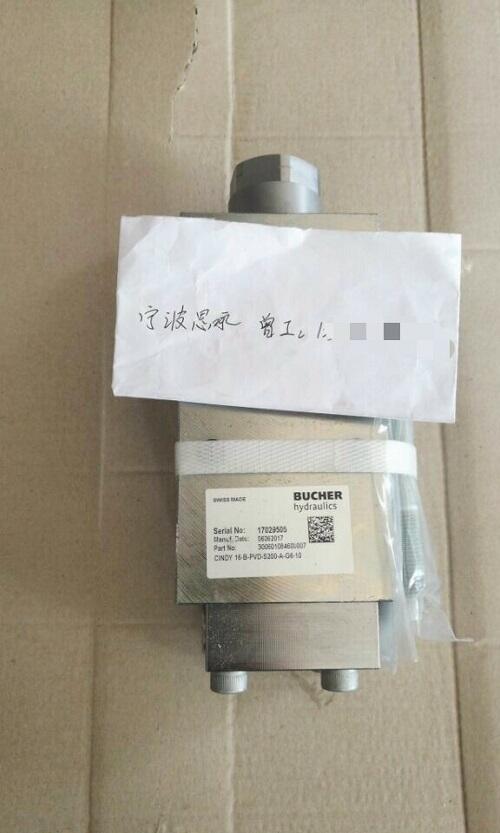 宁波思承 曾工
SWISS MADE
BUCHER
hydraulics
Serial No: 17029505
Manuf. Date: 06062017
Part No:
CINDY 16-B-PVD-S200-A-G6-10